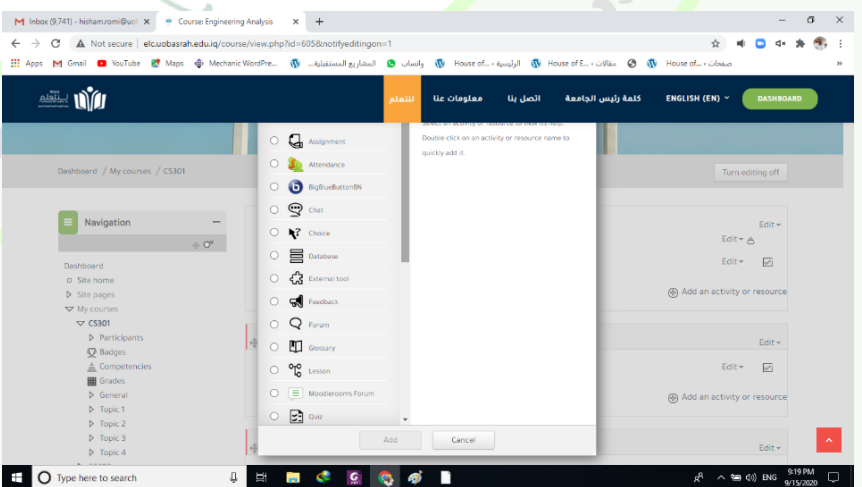 Inbox (9,741) - hisham.romi@uol
Course: Engineering Analysis
Not secure | elc.uobasrah.edu.iq/course/view.php?id=605&notifyeditingon=1
Apps Gmail YouTube Maps Mechanic WordPre... المشاريع المستقبلية... واتساب الرئيسية ‹ House of... مقالات ‹ House of E... صفحات ‹ House of...
للتعلم معلومات عنا اتصل بنا كلمة رئيس الجامعة ENGLISH (EN) DASHBOARD
Select an activity or resource to view its help.
Double-click on an activity or resource name to
quickly add it.
Assignment
Attendance
BigBlueButtonBN
Chat
Choice
Database
External tool
Feedback
Forum
Glossary
Lesson
Moodlerooms Forum
Quiz
Add Cancel
Dashboard / My courses / CS301
Turn editing off
Navigation
Dashboard
Site home
Site pages
My courses
CS301
Participants
Badges
Competencies
Grades
General
Topic 1
Topic 2
Topic 3
Topic 4
Edit
Edit
Edit
Add an activity or resource
Edit
Edit
Add an activity or resource
Edit
Type here to search
ENG
9:19 PM
9/15/2020